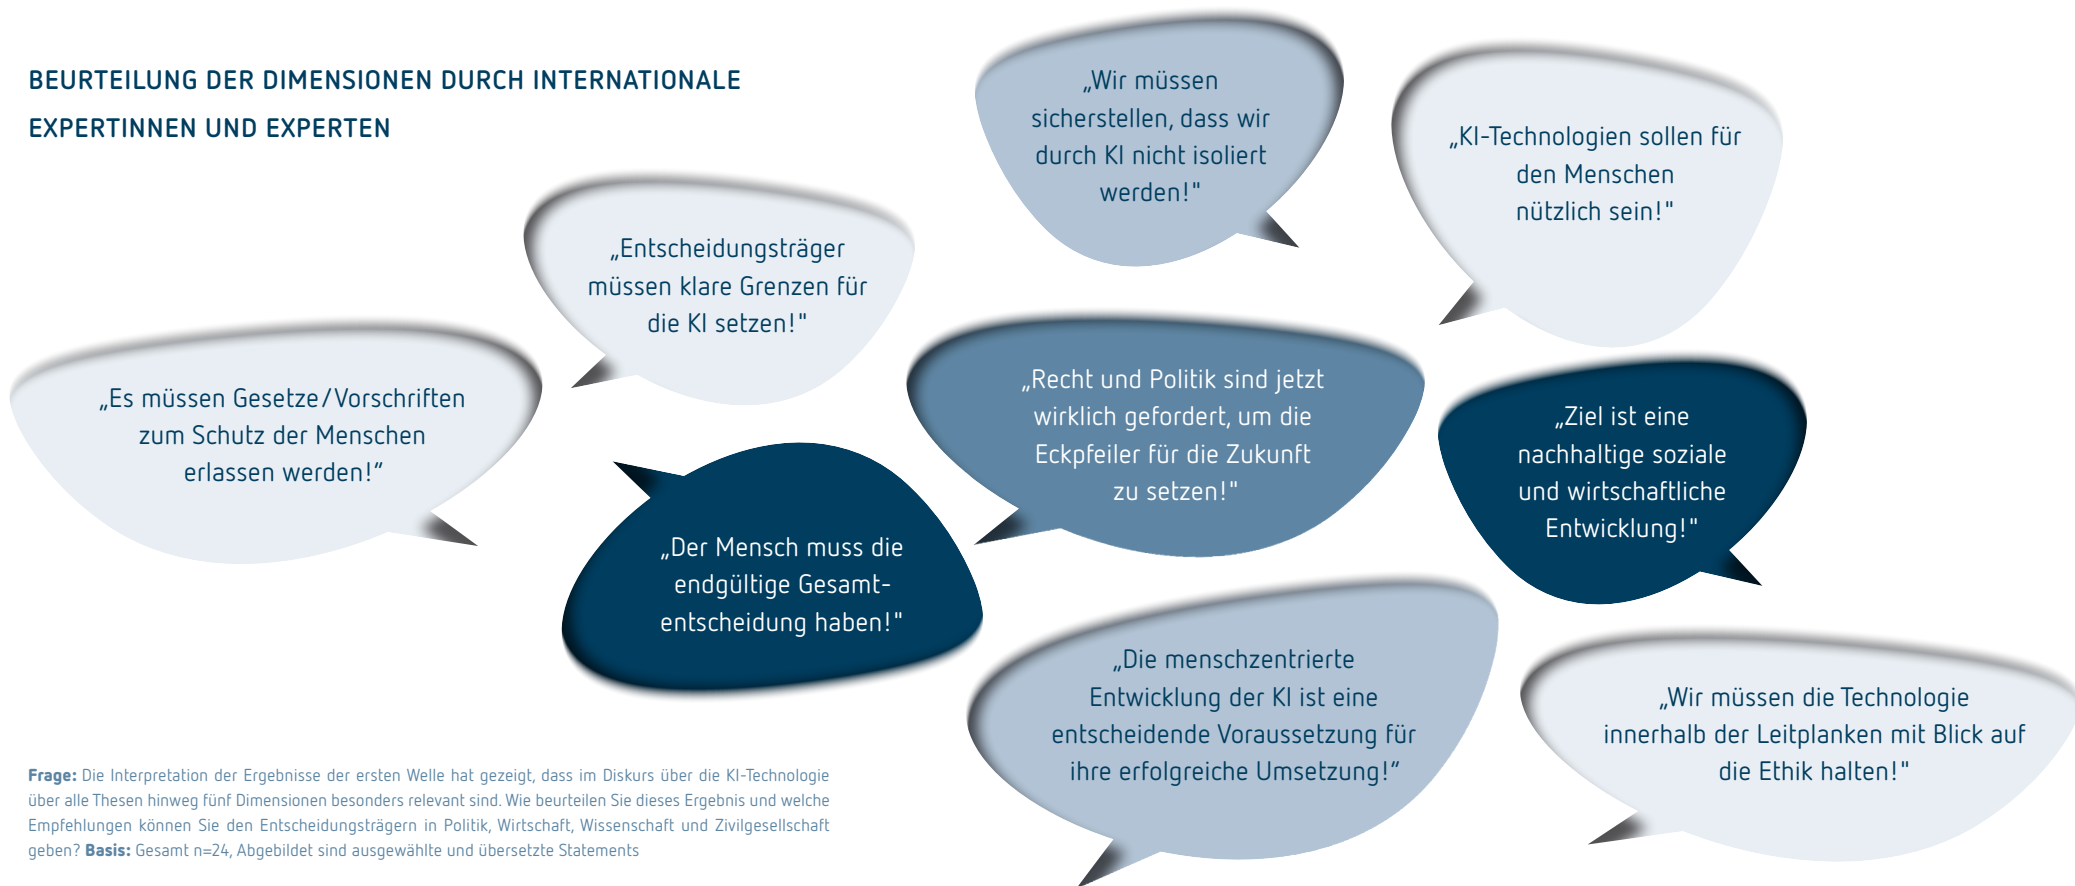 BEURTEILUNG DER DIMENSIONEN DURCH INTERNATIONALE
EXPERTINNEN UND EXPERTEN
„Wir müssen
sicherstellen, dass wir
durch KI nicht isoliert
werden!"
„KI-Technologien sollen für
den Menschen
nützlich sein!"
„Entscheidungsträger
müssen klare Grenzen für
die KI setzen!"
„Es müssen Gesetze/Vorschriften
zum Schutz der Menschen
erlassen werden!“
„Recht und Politik sind jetzt
wirklich gefordert, um die
Eckpfeiler für die Zukunft
zu setzen!"
„Ziel ist eine
nachhaltige soziale
und wirtschaftliche
Entwicklung!"
„Der Mensch muss die
endgültige Gesamt-
entscheidung haben!"
„Die menschzentrierte
Entwicklung der KI ist eine
entscheidende Voraussetzung für
ihre erfolgreiche Umsetzung!“
„Wir müssen die Technologie
innerhalb der Leitplanken mit Blick auf
die Ethik halten!"
Frage: Die Interpretation der Ergebnisse der ersten Welle hat gezeigt, dass im Diskurs über die KI-Technologie
über alle Thesen hinweg fünf Dimensionen besonders relevant sind. Wie beurteilen Sie dieses Ergebnis und welche
Empfehlungen können Sie den Entscheidungsträgern in Politik, Wirtschaft, Wissenschaft und Zivilgesellschaft
geben? Basis: Gesamt n=24, Abgebildet sind ausgewählte und übersetzte Statements